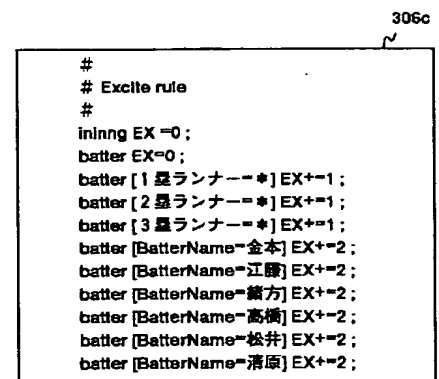 306c
#
# Excite rule
#
ininng EX =0 ;
batter EX=0 ;
batter [1塁ランナー=*] EX+=1 ;
batter [2塁ランナー=*] EX+=1 ;
batter [3塁ランナー=*] EX+=1 ;
batter [BatterName=金本] EX+=2 ;
batter [BatterName=江藤] EX+=2 ;
batter [BatterName=緒方] EX+=2 ;
batter [BatterName=高橋] EX+=2 ;
batter [BatterName=松井] EX+=2 ;
batter [BatterName=清原] EX+=2 ;